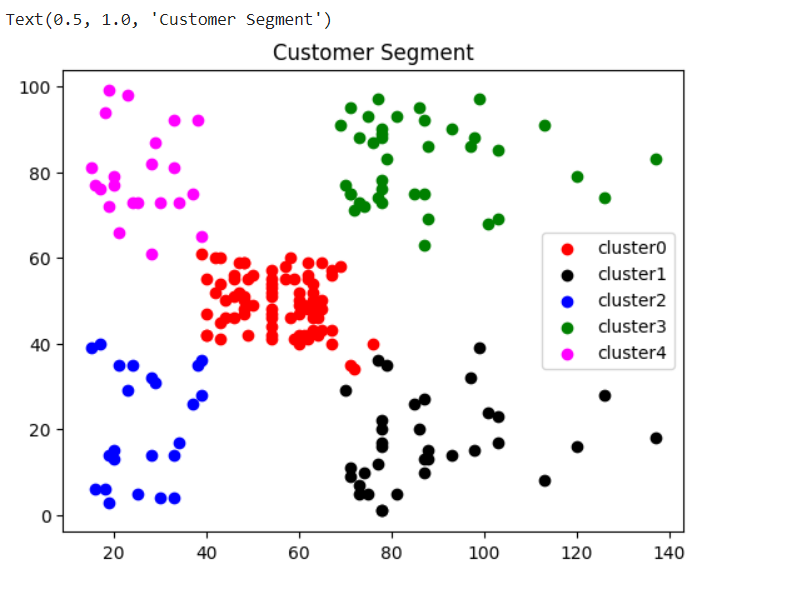 Text(0.5, 1.0, 'Customer Segment')
Customer Segment
100
80
60
40
20
0
cluster0
cluster1
cluster2
cluster3
cluster4
20 40 60 80 100 120 140